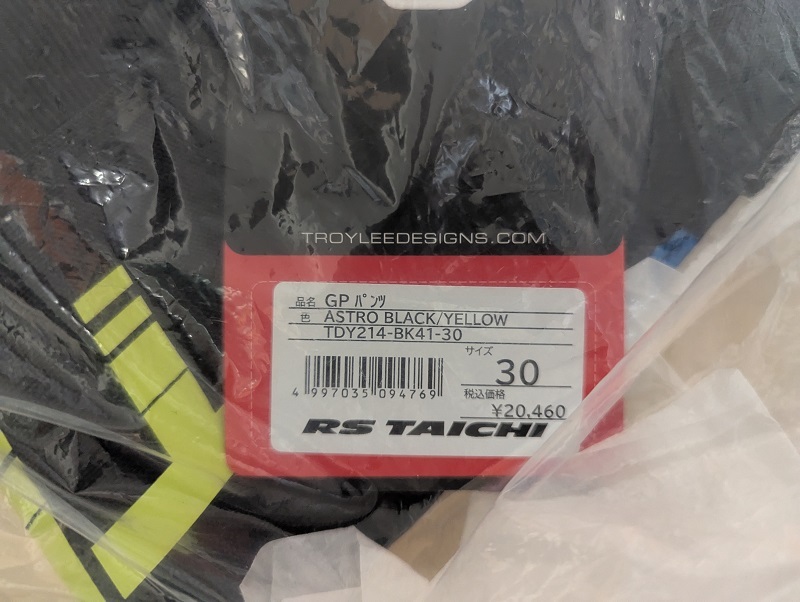 TROYLEEDESIGNS.COM
品名 GP パンツ
色 ASTRO BLACK/YELLOW
TDY214-BK41-30
サイズ
30
4 997035 094769
税込価格
¥20,460
RS TAICHI